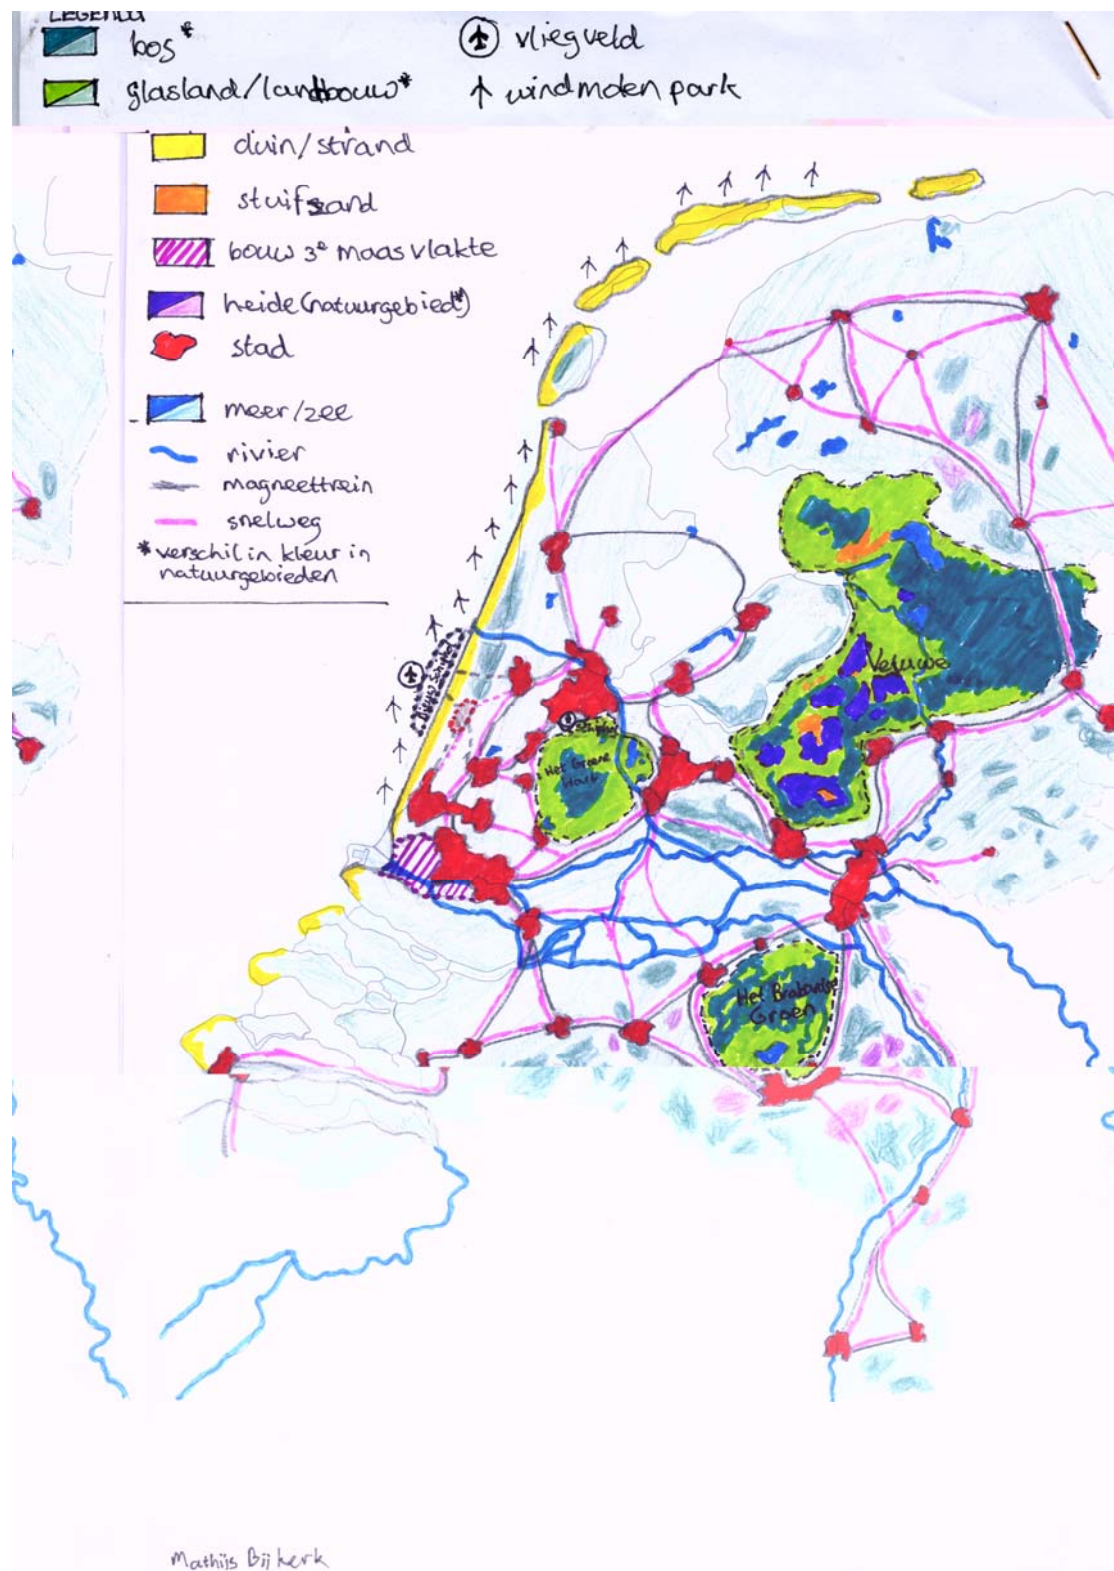 LEGENDA
bos*
glasland/landbouw*
vliegveld
windmolen park
duin/strand
stuifzand
bouw 3e maasvlakte
heide (natuurgebied*)
stad
meer/zee
rivier
magneettrein
snelweg
* verschil in kleur in
natuurgebieden
Veluwe
Schiphol
Het Groene
Hart
Het Brabantse
Groen
Mathijs Bijkerk